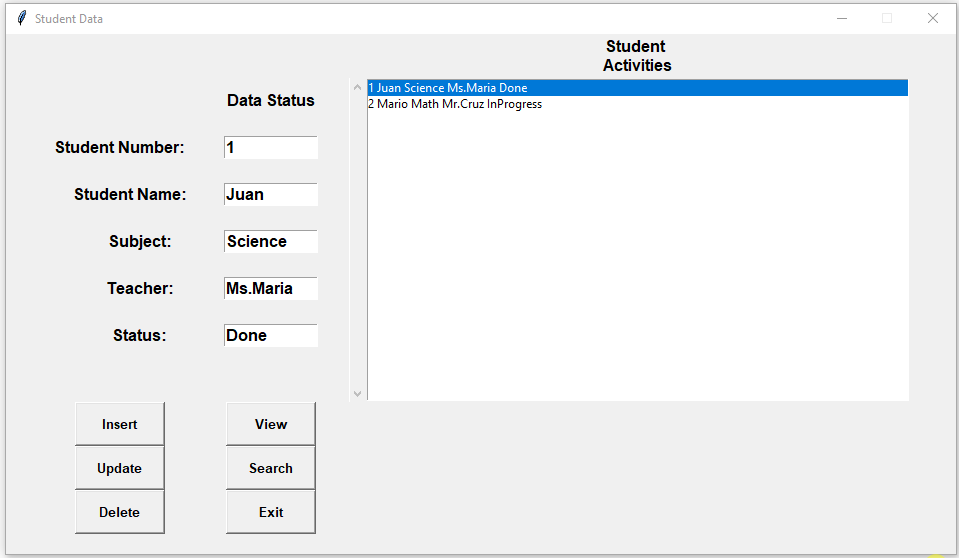 Student Data
Student
Activities
Data Status
1 Juan Science Ms.Maria Done
2 Mario Math Mr.Cruz InProgress
Student Number: 1
Student Name: Juan
Subject: Science
Teacher: Ms.Maria
Status: Done
Insert View
Update Search
Delete Exit